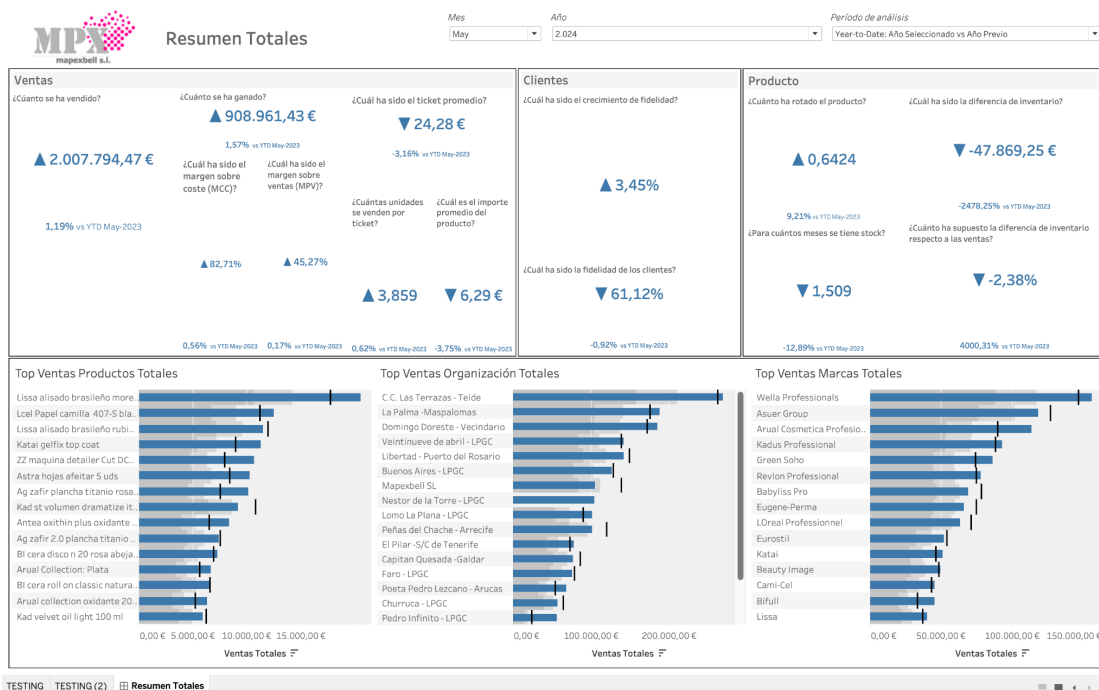 MPX
mapexbell s.l.
Resumen Totales
Mes
May
Año
2.024
Período de análisis
Year-to-Date: Año Seleccionado vs Año Previo
Ventas
¿Cúanto se ha vendido?
▲ 2.007.794,47 €
1,19% vs YTD May-2023
¿Cuánto se ha ganado?
▲ 908.961,43 €
1,57% vs YTD May-2023
¿Cuál ha sido el
margen sobre
coste (MCC)?
▲ 82,71%
0,56% vs YTD May-2023
¿Cuál ha sido el
margen sobre
ventas (MPV)?
▲ 45,27%
0,17% vs YTD May-2023
¿Cuál ha sido el ticket promedio?
▼ 24,28 €
-3,16% vs YTD May-2023
¿Cuántas unidades
se venden por
ticket?
▲ 3,859
0,62% vs YTD May-2023
¿Cuál es el importe
promedio del
producto?
▼ 6,29 €
-3,75% vs YTD May-2023
Clientes
¿Cuál ha sido el crecimiento de fidelidad?
▲ 3,45%
¿Cuál ha sido la fidelidad de los clientes?
▼ 61,12%
-0,92% vs YTD May-2023
Producto
¿Cuánto ha rotado el producto?
▲ 0,6424
9,21% vs YTD May-2023
¿Para cuántos meses se tiene stock?
▼ 1,509
-12,89% vs YTD May-2023
¿Cuál ha sido la diferencia de inventario?
▼ -47.869,25 €
-2478,25% vs YTD May-2023
¿Cuánto ha supuesto la diferencia de inventario
respecto a las ventas?
▼ -2,38%
4000,31% vs YTD May-2023
Top Ventas Productos Totales
Lissa alisado brasileño more..
Lcel Papel camilla 407-S bla..
Lissa alisado brasileño rubi..
Katai gelfix top coat
ZZ maquina detailer Cut DC..
Astra hojas afeitar 5 uds
Ag zafir plancha titanio rosa..
Kad st volumen dramatize it..
Antea oxithin plus oxidante ..
Ag zafir 2.0 plancha titanio ..
BI cera disco n 20 rosa abeja..
Arual Collection: Plata
BI cera roll on classic natura..
Arual collection oxidante 20..
Kad velvet oil light 100 ml
0,00 € 5.000,00 € 10.000,00 € 15.000,00 €
Ventas Totales
Top Ventas Organización Totales
C.C. Las Terrazas - Telde
La Palma -Maspalomas
Domingo Doreste - Vecindario
Veintinueve de abril - LPGC
Libertad - Puerto del Rosario
Buenos Aires - LPGC
Mapexbell SL
Nestor de la Torre - LPGC
Lomo La Plana - LPGC
Peñas del Chache - Arrecife
El Pilar -S/C de Tenerife
Capitan Quesada -Galdar
Faro - LPGC
Poeta Pedro Lezcano - Arucas
Churruca - LPGC
Pedro Infinito - LPGC
0,00 € 100.000,00 € 200.000,00 €
Ventas Totales
Top Ventas Marcas Totales
Wella Professionals
Asuer Group
Arual Cosmetica Profesio..
Kadus Professional
Green Soho
Revlon Professional
Babyliss Pro
Eugene-Perma
LOreal Professionnel
Eurostil
Katai
Beauty Image
Cami-Cel
Bifull
Lissa
0,00 € 50.000,00 € 100.000,00 € 150.000,00 €
Ventas Totales
TESTING TESTING (2) Resumen Totales